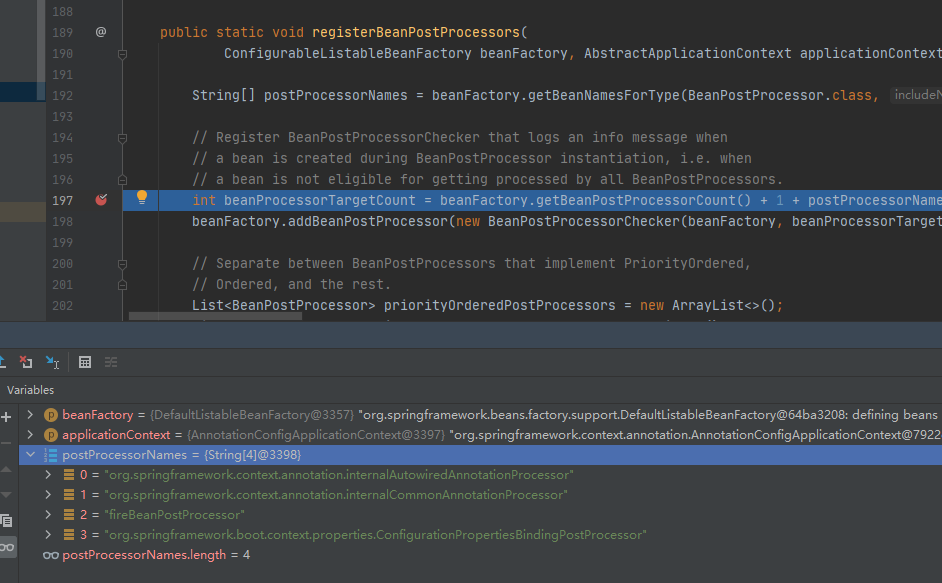 188
189 @ public static void registerBeanPostProcessors(
190 ConfigurableListableBeanFactory beanFactory, AbstractApplicationContext applicationContext
191
192 String[] postProcessorNames = beanFactory.getBeanNamesForType(BeanPostProcessor.class, includeN
193
194 // Register BeanPostProcessorChecker that logs an info message when
195 // a bean is created during BeanPostProcessor instantiation, i.e. when
196 // a bean is not eligible for getting processed by all BeanPostProcessors.
197 int beanProcessorTargetCount = beanFactory.getBeanPostProcessorCount() + 1 + postProcessorName
198 beanFactory.addBeanPostProcessor(new BeanPostProcessorChecker(beanFactory, beanProcessorTarget
199
200 // Separate between BeanPostProcessors that implement PriorityOrdered,
201 // Ordered, and the rest.
202 List<BeanPostProcessor> priorityOrderedPostProcessors = new ArrayList<>();
Variables
beanFactory = {DefaultListableBeanFactory@3357} "org.springframework.beans.factory.support.DefaultListableBeanFactory@64ba3208: defining beans
applicationContext = {AnnotationConfigApplicationContext@3397} "org.springframework.context.annotation.AnnotationConfigApplicationContext@7922
postProcessorNames = {String[4]@3398}
0 = "org.springframework.context.annotation.internalAutowiredAnnotationProcessor"
1 = "org.springframework.context.annotation.internalCommonAnnotationProcessor"
2 = "fireBeanPostProcessor"
3 = "org.springframework.boot.context.properties.ConfigurationPropertiesBindingPostProcessor"
postProcessorNames.length = 4